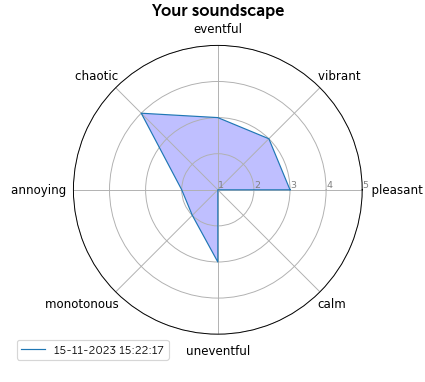 Your soundscape
eventful
chaotic
vibrant
annoying
1 2 3 4 5
pleasant
monotonous
calm
uneventful
15-11-2023 15:22:17